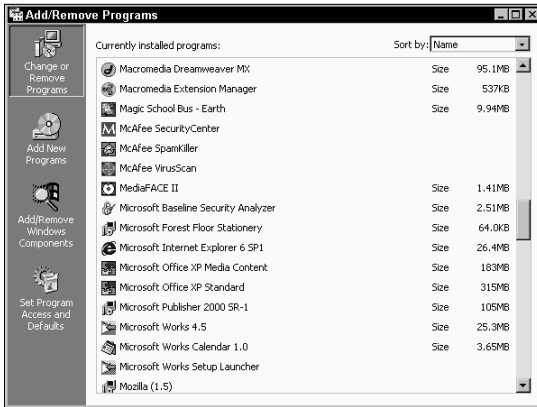 Add/Remove Programs
Change or
Remove
Programs
Add New
Programs
Add/Remove
Windows
Components
Set Program
Access and
Defaults
Currently installed programs: Sort by: Name
Macromedia Dreamweaver MX Size 95.1MB
Macromedia Extension Manager Size 537KB
Magic School Bus - Earth Size 9.94MB
McAfee SecurityCenter
McAfee SpamKiller
McAfee VirusScan
MediaFACE II Size 1.41MB
Microsoft Baseline Security Analyzer Size 2.51MB
Microsoft Forest Floor Stationery Size 64.0KB
Microsoft Internet Explorer 6 SP1 Size 26.4MB
Microsoft Office XP Media Content Size 183MB
Microsoft Office XP Standard Size 315MB
Microsoft Publisher 2000 SR-1 Size 105MB
Microsoft Works 4.5 Size 25.3MB
Microsoft Works Calendar 1.0 Size 3.65MB
Microsoft Works Setup Launcher
Mozilla (1.5)